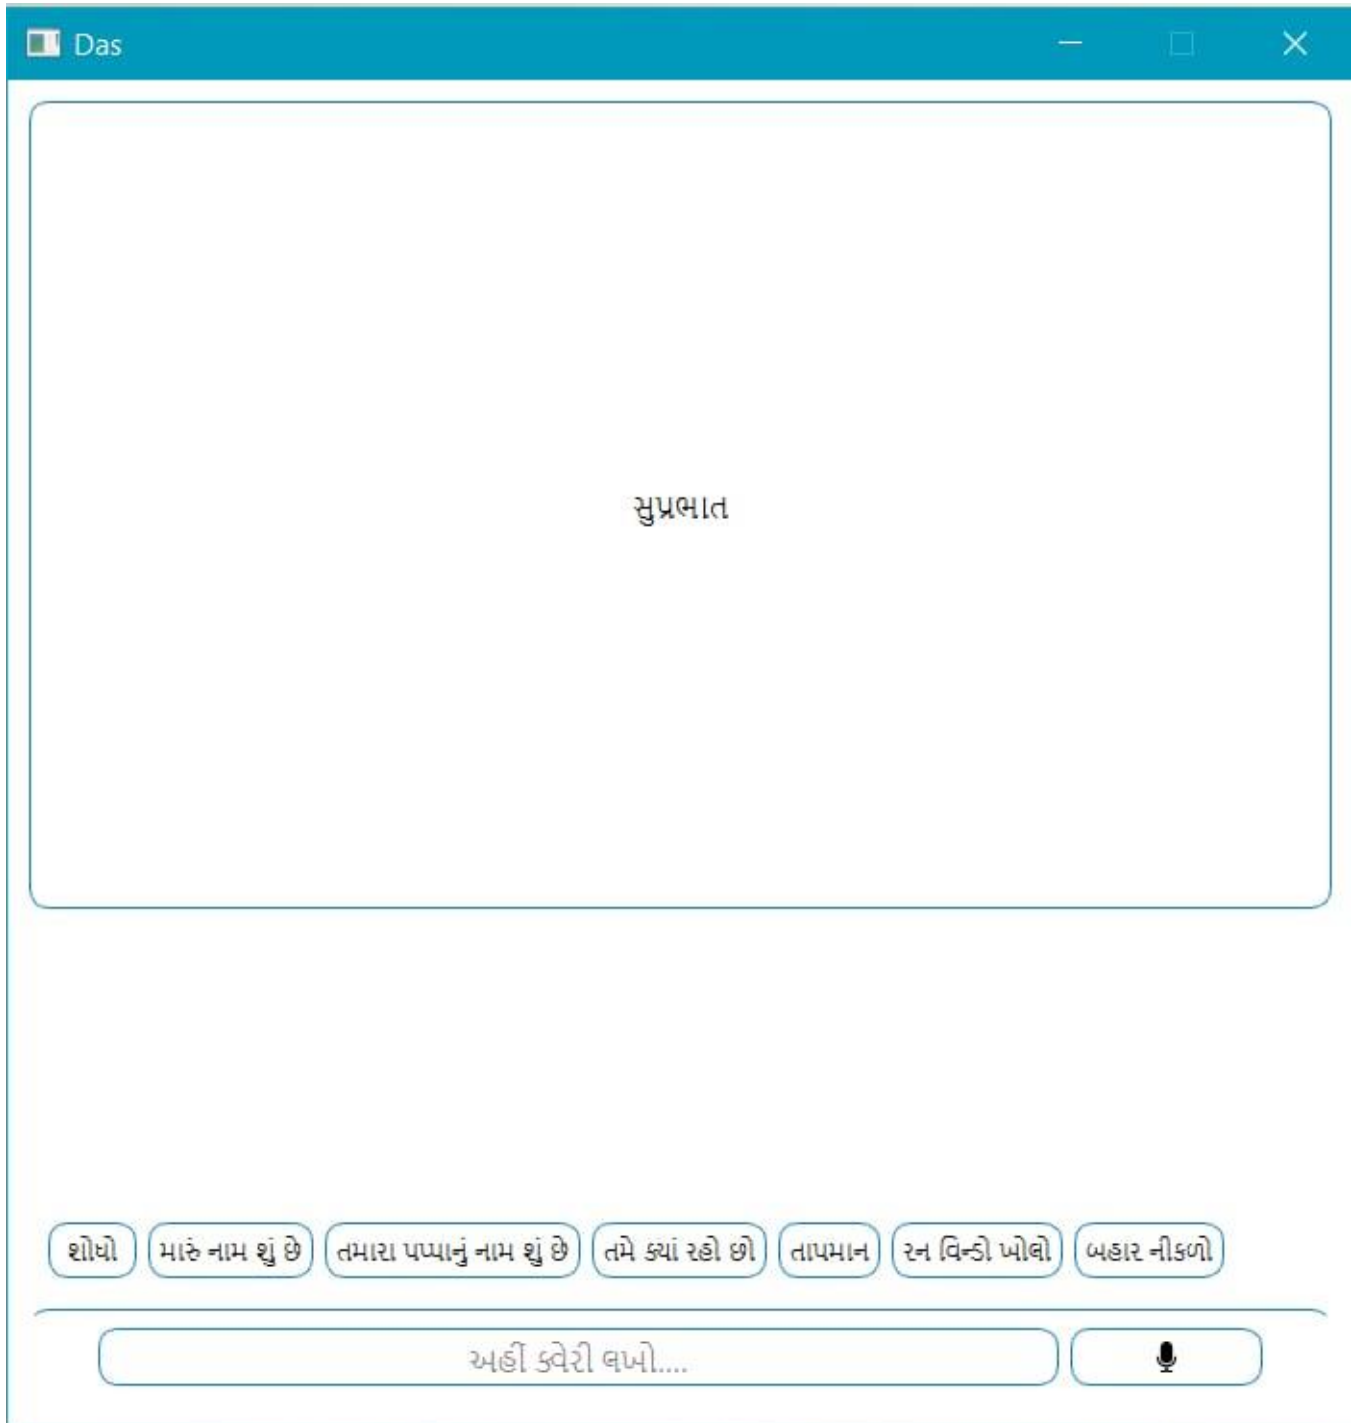 Das
સુપ્રભાત
શોધો મારું નામ શું છે તમારા પપ્પાનું નામ શું છે તમે ક્યાં રહો છો તાપમાન રન વિન્ડો ખોલો બહાર નીકળો
અહીં ક્વેરી લખો....